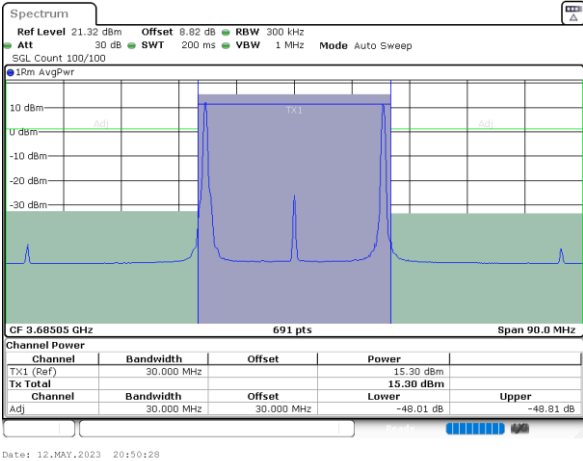 Spectrum
Ref Level 21.32 dBm Offset 8.82 dB RBW 300 kHz
Att 30 dB SWT 200 ms VBW 1 MHz Mode Auto Sweep
SGL Count 100/100
1Rm AvgPwr
10 dBm
TX1
Adj
Adj
0 dBm
-10 dBm
-20 dBm
-30 dBm
CF 3.68505 GHz 691 pts Span 90.0 MHz
Channel Power
Channel Bandwidth Offset Power
TX1 (Ref) 30.000 MHz 15.30 dBm
Tx Total 15.30 dBm
Channel Bandwidth Offset Lower Upper
Adj 30.000 MHz 30.000 MHz -48.01 dB -48.81 dB
Ready
Date: 12.MAY.2023 20:50:28